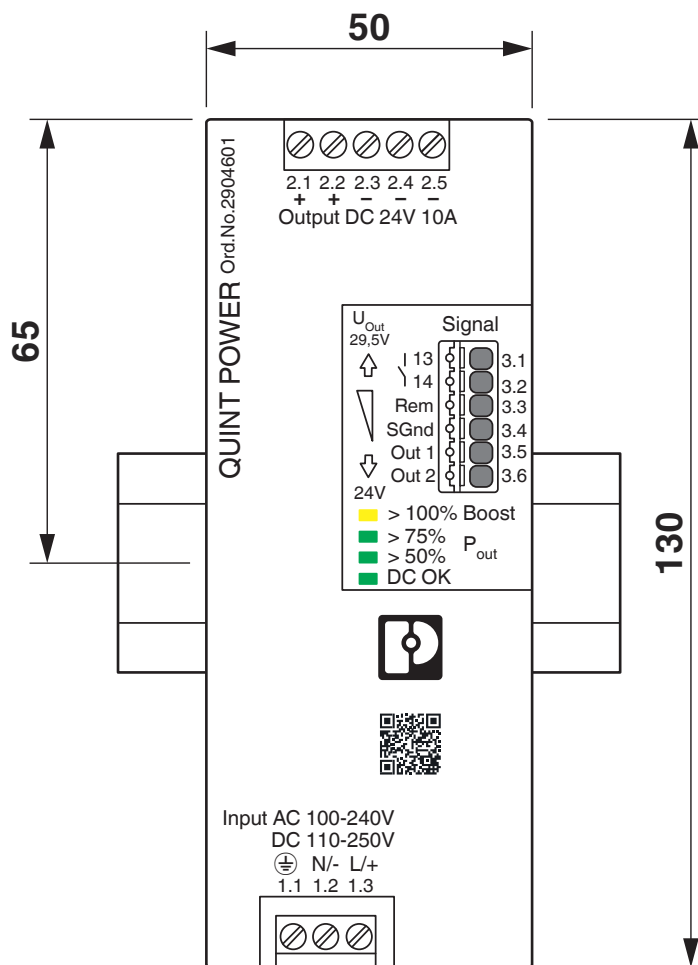 50
65
130
QUINT POWER Ord.No.2904601
2.1 2.2 2.3 2.4 2.5
+ + – – –
Output DC 24V 10A
UOut
29,5V
Signal
13 3.1
14 3.2
Rem 3.3
SGnd 3.4
Out 1 3.5
Out 2 3.6
24V
> 100% Boost
> 75%
> 50%
Pout
DC OK
Input AC 100-240V
DC 110-250V
N/- L/+
1.1 1.2 1.3